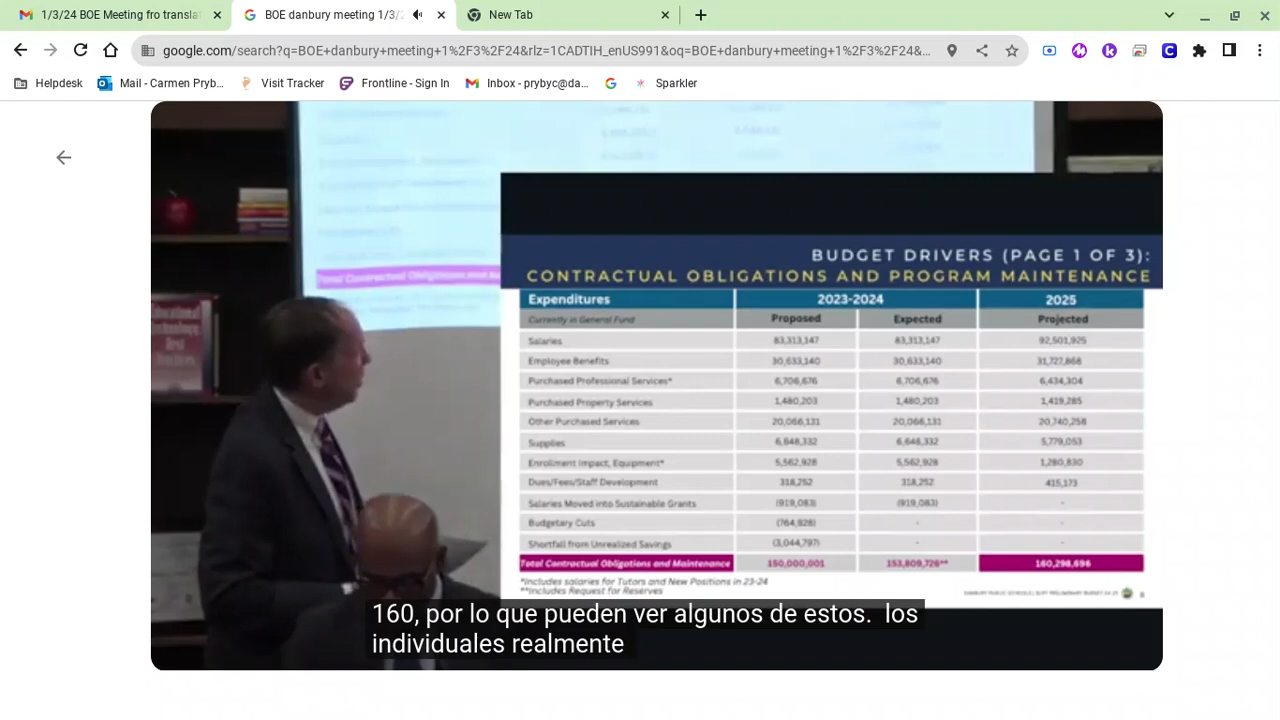 1/3/24 BOE Meeting fro translat
BOE danbury meeting 1/3/2
New Tab
google.com/search?q=BOE+danbury+meeting+1%2F3%2F24&rlz=1CADTIH_enUS991&oq=BOE+danbury+meeting+1%2F3%2F24&...
Helpdesk Mail - Carmen Pryb... Visit Tracker Frontline - Sign In Inbox - prybyc@da... Sparkler
BUDGET DRIVERS (PAGE 1 OF 3):
CONTRACTUAL OBLIGATIONS AND PROGRAM MAINTENANCE
Expenditures 2023-2024 2025
Currently in General Fund Proposed Expected Projected
Salaries 83,313,147 83,313,147 92,501,925
Employee Benefits 30,633,140 30,633,140 31,727,868
Purchased Professional Services* 6,706,676 6,706,676 6,434,304
Purchased Property Services 1,480,203 1,480,203 1,419,285
Other Purchased Services 20,066,131 20,066,131 20,740,258
Supplies 6,648,332 6,648,332 5,779,053
Enrollment Impact, Equipment* 5,562,928 5,562,928 1,280,830
Dues/Fees/Staff Development 318,252 318,252 415,173
Salaries Moved into Sustainable Grants (919,083) (919,083) -
Budgetary Cuts (764,928) - -
Shortfall from Unrealized Savings (3,044,797) - -
Total Contractual Obligations and Maintenance 150,000,001 153,809,726** 160,298,696
*Includes salaries for Tutors and New Positions in 23-24
**Includes Request for Reserves
Total Contractual Obligations and
160, por lo que pueden ver algunos de estos. los
individuales realmente